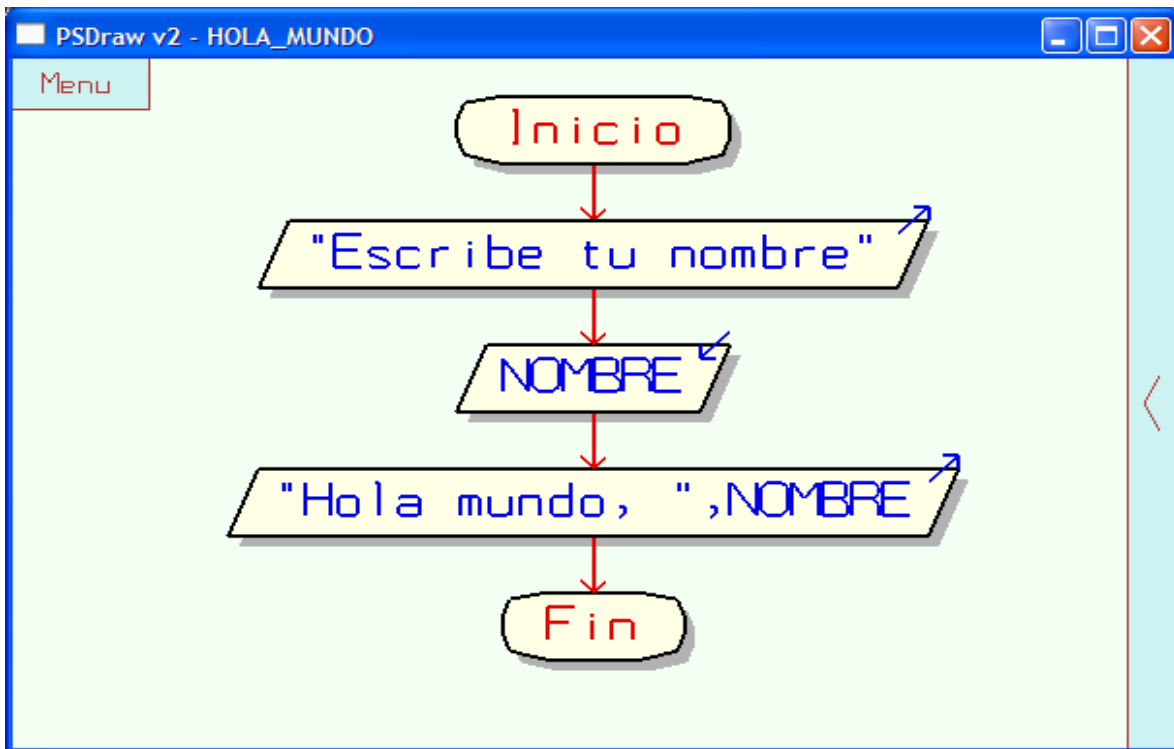 PSDraw v2 - HOLA_MUNDO
Menu
Inicio
"Escribe tu nombre"
NOMBRE
"Hola mundo, ",NOMBRE
Fin